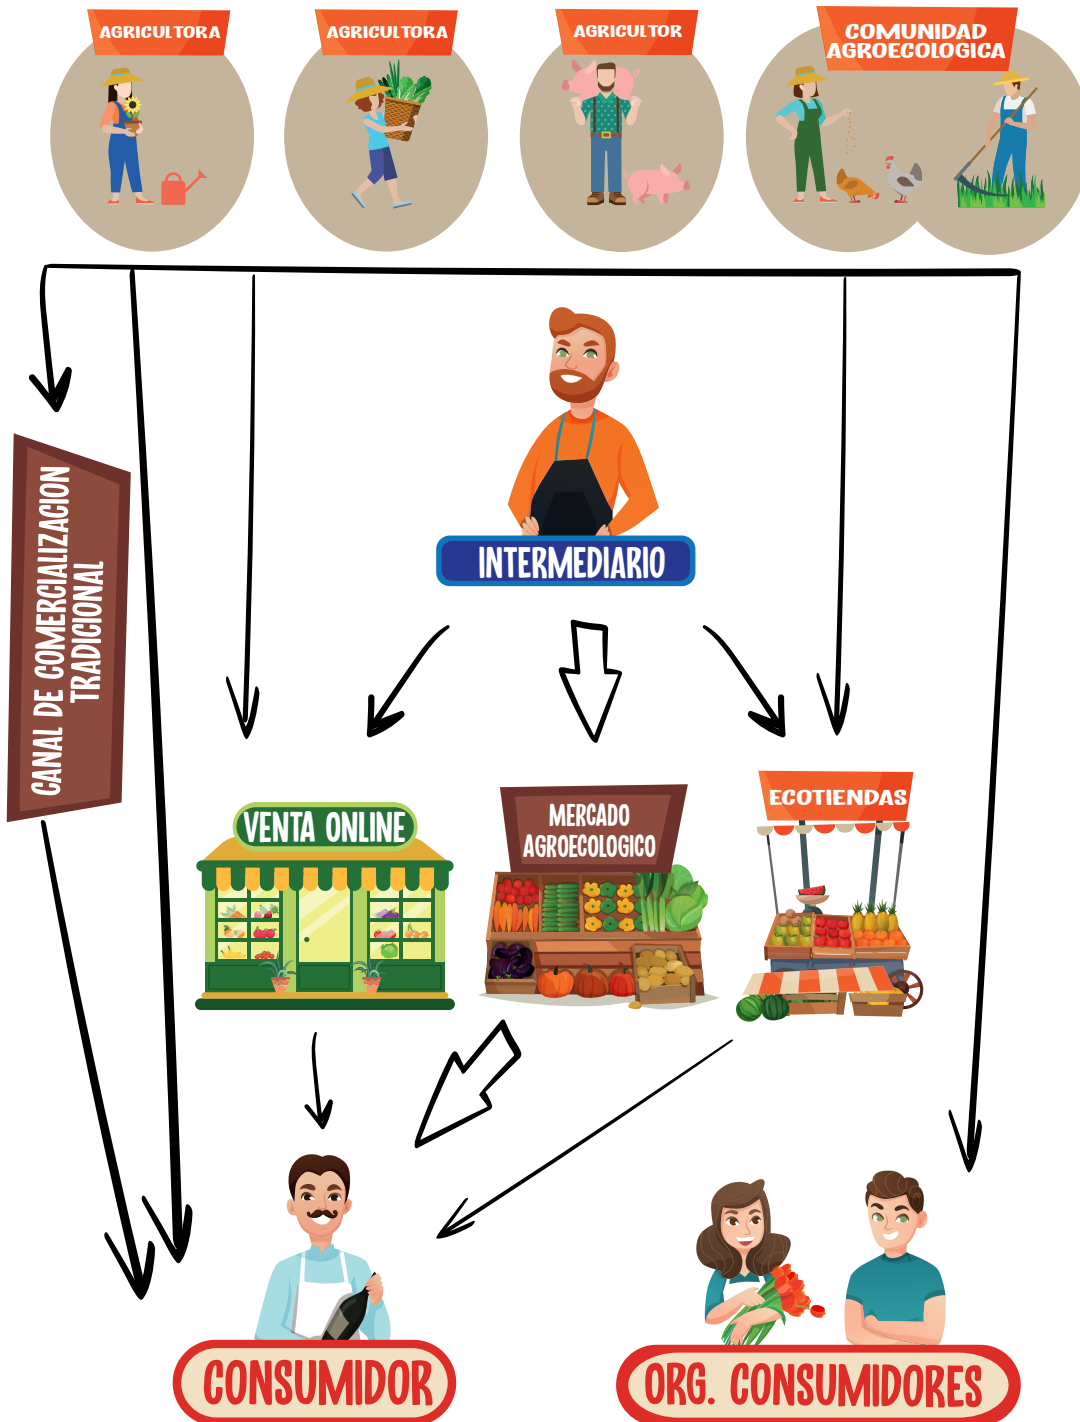 AGRICULTORA
AGRICULTORA
AGRICULTOR
COMUNIDAD
AGROECOLOGICA
CANAL DE COMERCIALIZACION
TRADICIONAL
INTERMEDIARIO
VENTA ONLINE
MERCADO
AGROECOLOGICO
ECOTIENDAS
CONSUMIDOR
ORG. CONSUMIDORES